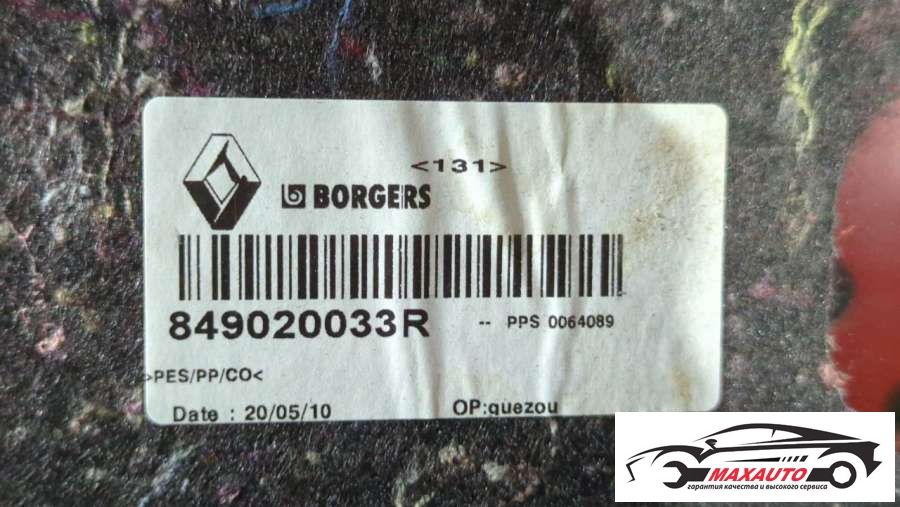 <131>
BORGERS
849020033R -- PPS 0064089
>PES/PP/CO<
Date : 20/05/10 OP:quezou
MAXAUTO
гарантия качества и высокого сервиса